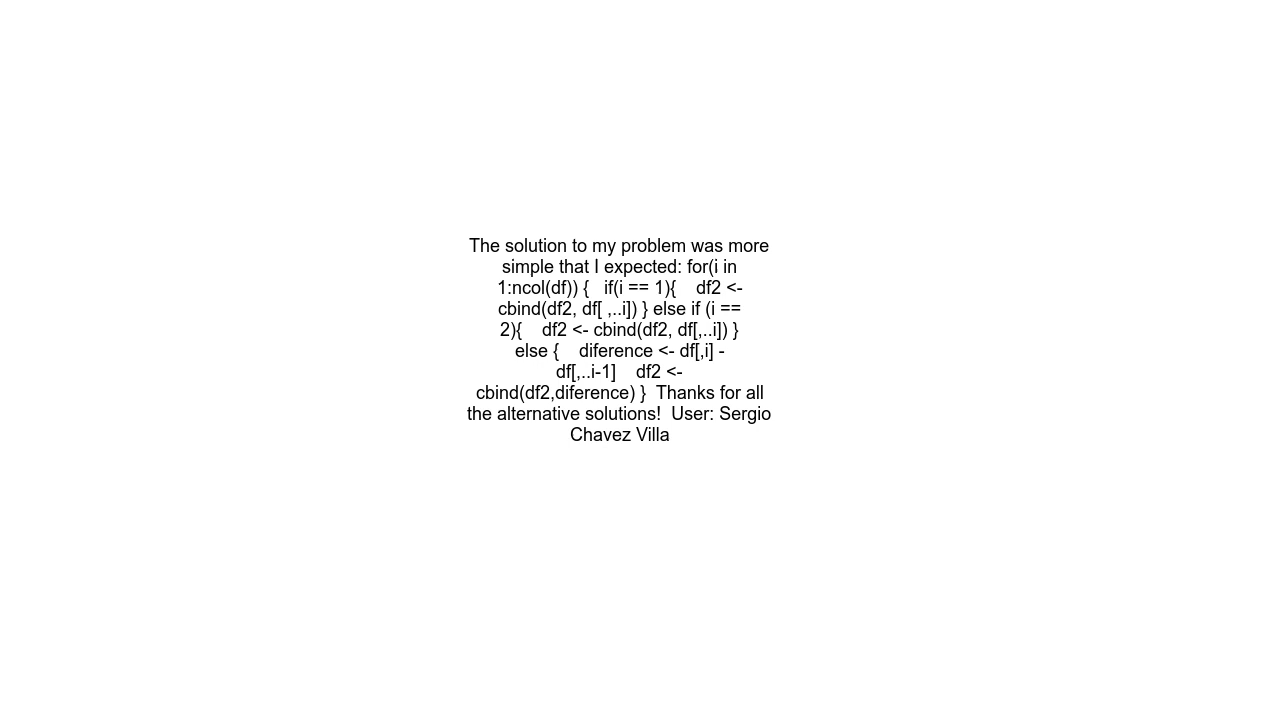 The solution to my problem was more
simple that I expected: for(i in
1:ncol(df)) {   if(i == 1){    df2 <-
cbind(df2, df[ ,..i]) } else if (i ==
2){    df2 <- cbind(df2, df[,..i]) }
else {    diference <- df[,i] -
df[,..i-1]    df2 <-
cbind(df2,diference) }  Thanks for all
the alternative solutions!  User: Sergio
Chavez Villa